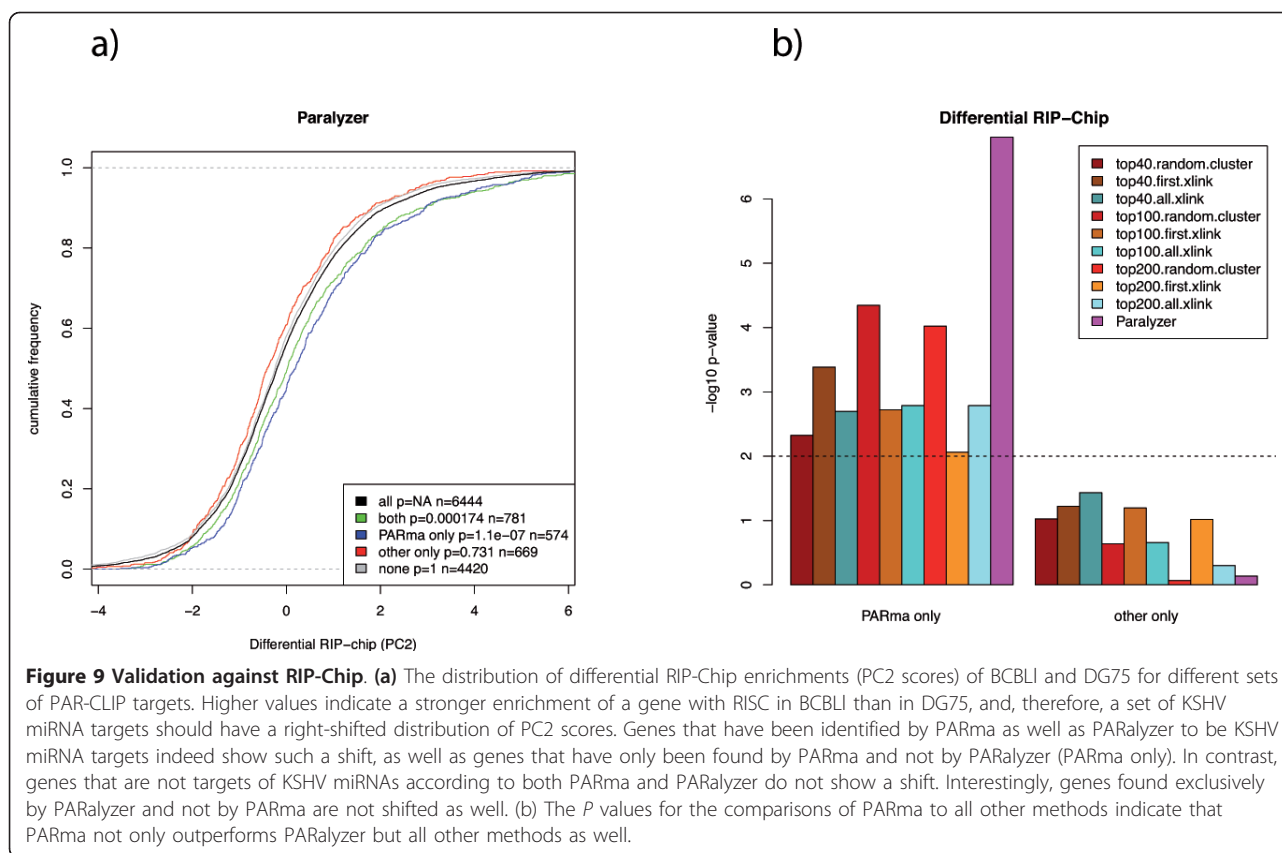 a)
Paralyzer
cumulative frequency
1.0
0.8
0.6
0.4
0.2
0.0
all p=NA n=6444
both p=0.000174 n=781
PARma only p=1.1e-07 n=574
other only p=0.731 n=669
none p=1 n=4420
−4
−2
0
2
4
6
Differential RIP−chip (PC2)
b)
Differential RIP−Chip
−log10 p−value
6
5
4
3
2
1
0
top40.random.cluster
top40.first.xlink
top40.all.xlink
top100.random.cluster
top100.first.xlink
top100.all.xlink
top200.random.cluster
top200.first.xlink
top200.all.xlink
Paralyzer
PARma only
other only
Figure 9 Validation against RIP-Chip. (a) The distribution of differential RIP-Chip enrichments (PC2 scores) of BCBLl and DG75 for different sets
of PAR-CLIP targets. Higher values indicate a stronger enrichment of a gene with RISC in BCBLl than in DG75, and, therefore, a set of KSHV
miRNA targets should have a right-shifted distribution of PC2 scores. Genes that have been identified by PARma as well as PARalyzer to be KSHV
miRNA targets indeed show such a shift, as well as genes that have only been found by PARma and not by PARalyzer (PARma only). In contrast,
genes that are not targets of KSHV miRNAs according to both PARma and PARalyzer do not show a shift. Interestingly, genes found exclusively
by PARalyzer and not by PARma are not shifted as well. (b) The P values for the comparisons of PARma to all other methods indicate that
PARma not only outperforms PARalyzer but all other methods as well.